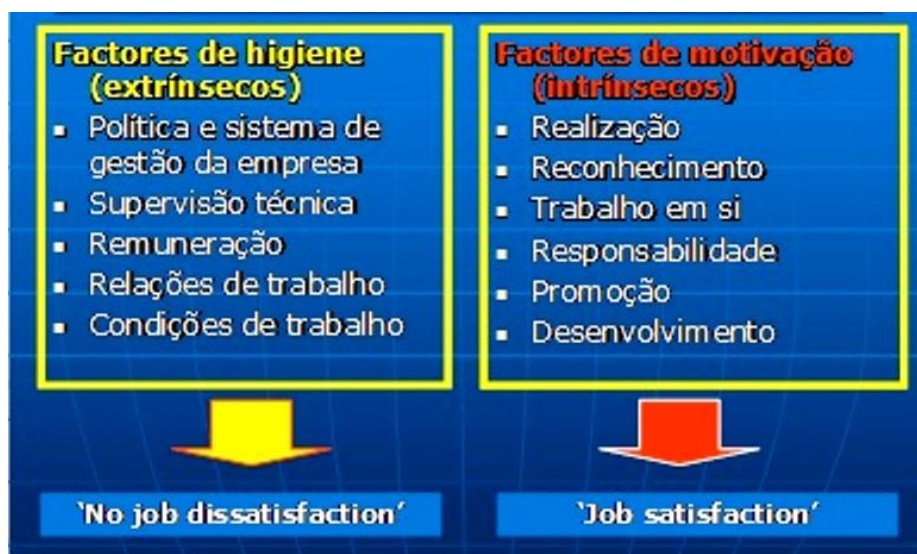 Factores de higiene
(extrínsecos)
▪ Política e sistema de
gestão da empresa
▪ Supervisão técnica
▪ Remuneração
▪ Relações de trabalho
▪ Condições de trabalho
'No job dissatisfaction'
Factores de motivação
(intrínsecos)
▪ Realização
▪ Reconhecimento
▪ Trabalho em si
▪ Responsabilidade
▪ Promoção
▪ Desenvolvimento
'Job satisfaction'